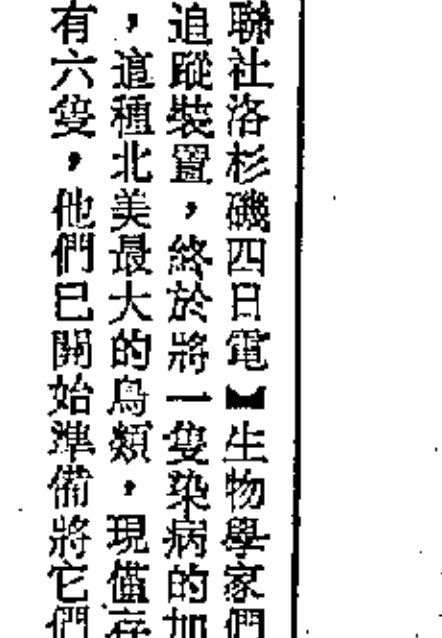 聯社洛杉磯四日電】生物學家們
追蹤裝置，終於將一隻染病的加
，這種北美最大的鳥類，現僅存
有六隻，他們已開始準備將它們